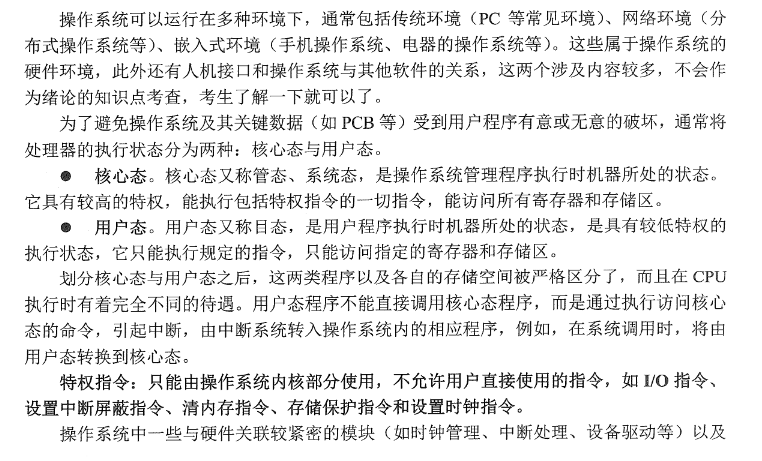 操作系统可以运行在多种环境下，通常包括传统环境（PC 等常见环境）、网络环境（分
布式操作系统等）、嵌入式环境（手机操作系统、电器的操作系统等）。这些属于操作系统的
硬件环境，此外还有人机接口和操作系统与其他软件的关系，这两个涉及内容较多，不会作
为绪论的知识点考查，考生了解一下就可以了。
为了避免操作系统及其关键数据（如 PCB 等）受到用户程序有意或无意的破坏，通常将
处理器的执行状态分为两种：核心态与用户态。
● 核心态。核心态又称管态、系统态，是操作系统管理程序执行时机器所处的状态。
它具有较高的特权，能执行包括特权指令的一切指令，能访问所有寄存器和存储区。
● 用户态。用户态又称目态，是用户程序执行时机器所处的状态，是具有较低特权的
执行状态，它只能执行规定的指令，只能访问指定的寄存器和存储区。
划分核心态与用户态之后，这两类程序以及各自的存储空间被严格区分了，而且在 CPU
执行时有着完全不同的待遇。用户态程序不能直接调用核心态程序，而是通过执行访问核心
态的命令，引起中断，由中断系统转入操作系统内的相应程序，例如，在系统调用时，将由
用户态转换到核心态。
特权指令：只能由操作系统内核部分使用，不允许用户直接使用的指令，如 I/O 指令、
设置中断屏蔽指令、清内存指令、存储保护指令和设置时钟指令。
操作系统中一些与硬件关联较紧密的模块（如时钟管理、中断处理、设备驱动等）以及